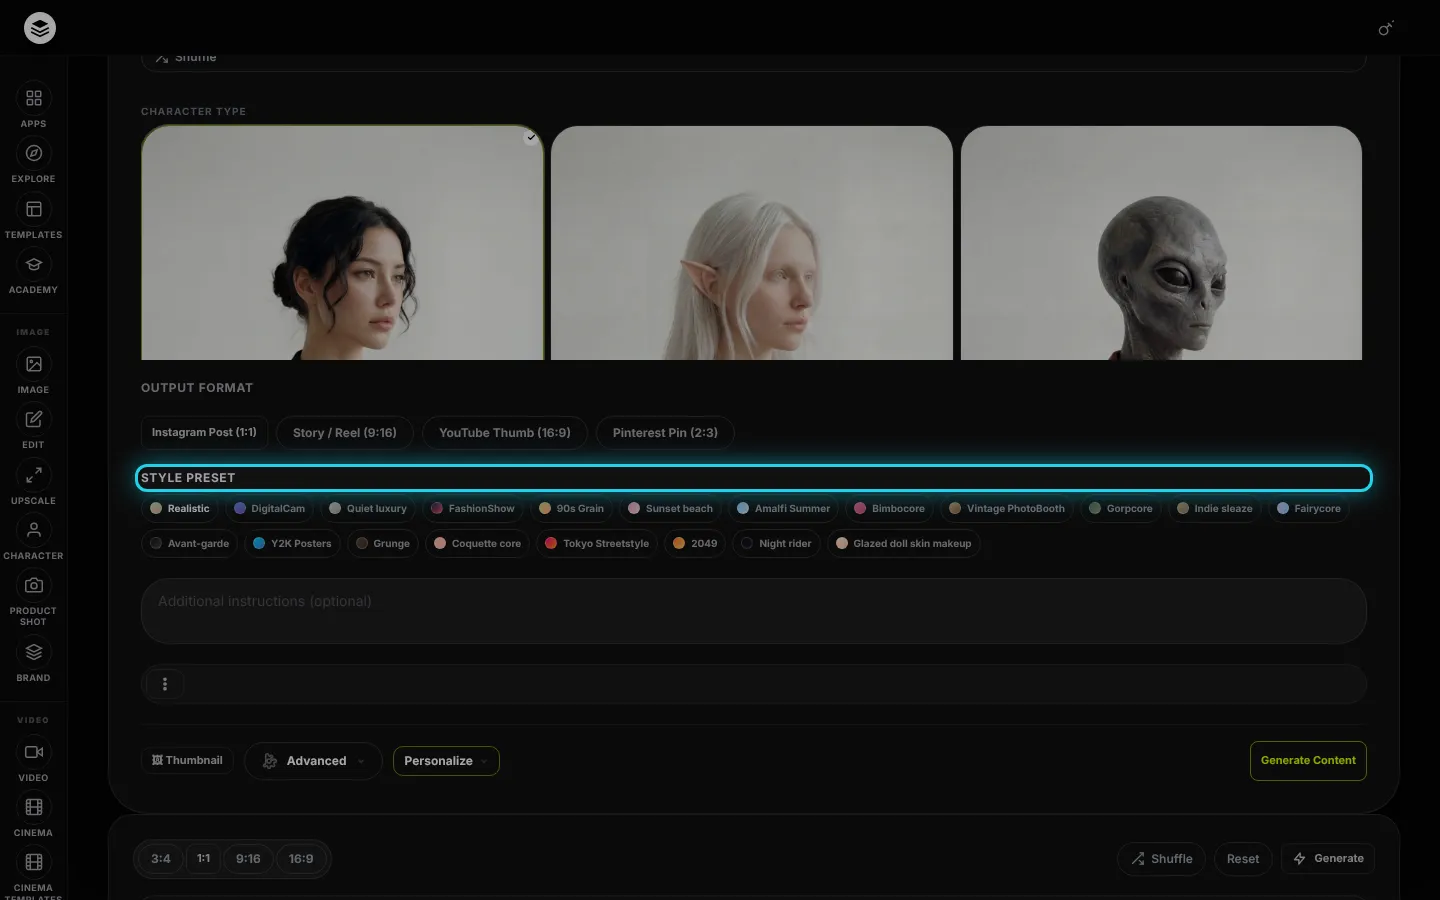 Shuffle
APPS
EXPLORE
TEMPLATES
ACADEMY
IMAGE
IMAGE
EDIT
UPSCALE
CHARACTER
PRODUCT
SHOT
BRAND
VIDEO
VIDEO
CINEMA
CINEMA
TEMPLATES
CHARACTER TYPE
OUTPUT FORMAT
Instagram Post (1:1) Story / Reel (9:16) YouTube Thumb (16:9) Pinterest Pin (2:3)
STYLE PRESET
Realistic DigitalCam Quiet luxury FashionShow 90s Grain Sunset beach Amalfi Summer Bimbocore Vintage PhotoBooth Gorpcore Indie sleaze Fairycore
Avant-garde Y2K Posters Grunge Coquette core Tokyo Streetstyle 2049 Night rider Glazed doll skin makeup
Additional instructions (optional)
Thumbnail Advanced Personalize Generate Content
3:4 1:1 9:16 16:9 Shuffle Reset Generate